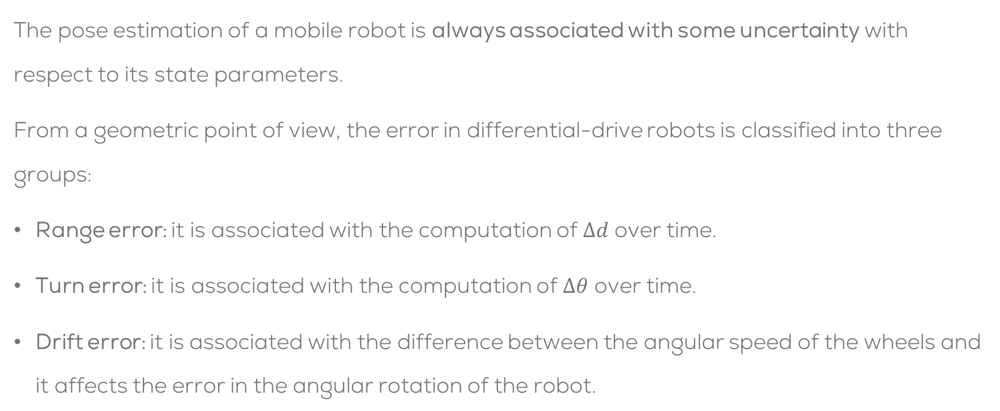 The pose estimation of a mobile robot is always associated with some uncertainty with
respect to its state parameters.
From a geometric point of view, the error in differential-drive robots is classified into three
groups:
• Range error: it is associated with the computation of Δd over time.
• Turn error: it is associated with the computation of Δθ over time.
• Drift error: it is associated with the difference between the angular speed of the wheels and
it affects the error in the angular rotation of the robot.